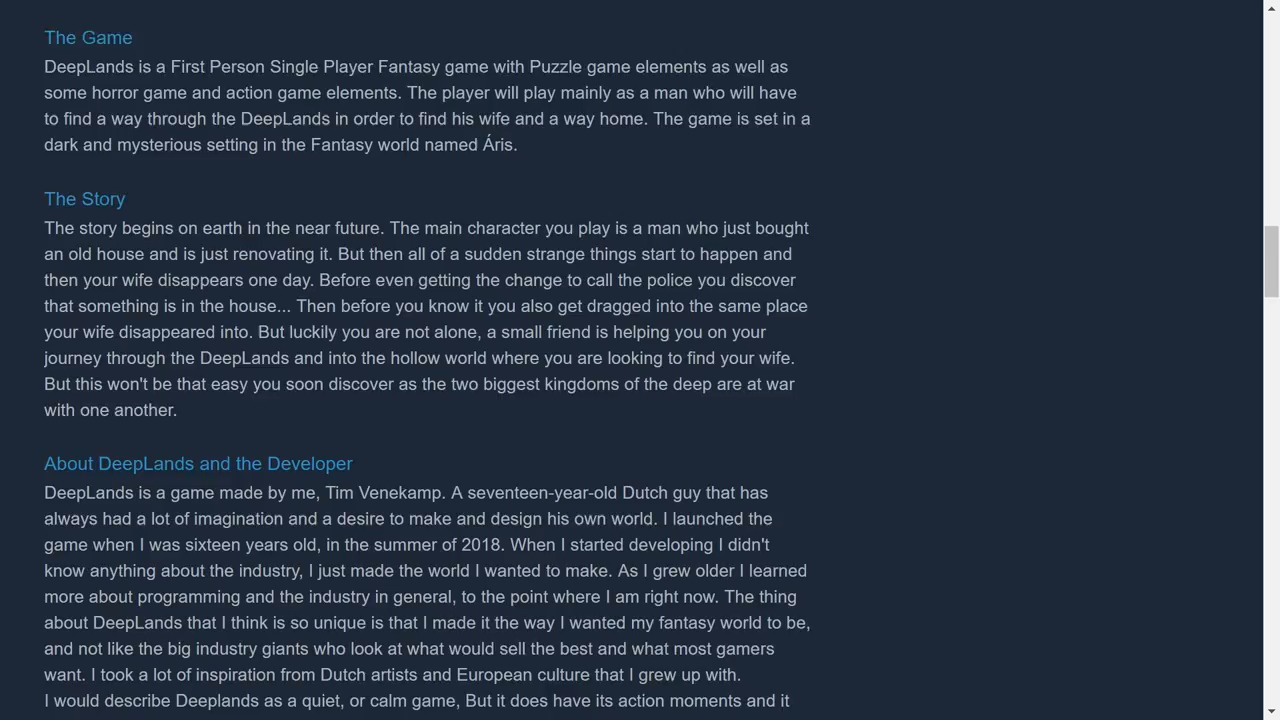 The Game
DeepLands is a First Person Single Player Fantasy game with Puzzle game elements as well as
some horror game and action game elements. The player will play mainly as a man who will have
to find a way through the DeepLands in order to find his wife and a way home. The game is set in a
dark and mysterious setting in the Fantasy world named Áris.
The Story
The story begins on earth in the near future. The main character you play is a man who just bought
an old house and is just renovating it. But then all of a sudden strange things start to happen and
then your wife disappears one day. Before even getting the change to call the police you discover
that something is in the house... Then before you know it you also get dragged into the same place
your wife disappeared into. But luckily you are not alone, a small friend is helping you on your
journey through the DeepLands and into the hollow world where you are looking to find your wife.
But this won't be that easy you soon discover as the two biggest kingdoms of the deep are at war
with one another.
About DeepLands and the Developer
DeepLands is a game made by me, Tim Venekamp. A seventeen-year-old Dutch guy that has
always had a lot of imagination and a desire to make and design his own world. I launched the
game when I was sixteen years old, in the summer of 2018. When I started developing I didn't
know anything about the industry, I just made the world I wanted to make. As I grew older I learned
more about programming and the industry in general, to the point where I am right now. The thing
about DeepLands that I think is so unique is that I made it the way I wanted my fantasy world to be,
and not like the big industry giants who look at what would sell the best and what most gamers
want. I took a lot of inspiration from Dutch artists and European culture that I grew up with.
I would describe Deeplands as a quiet, or calm game, But it does have its action moments and it